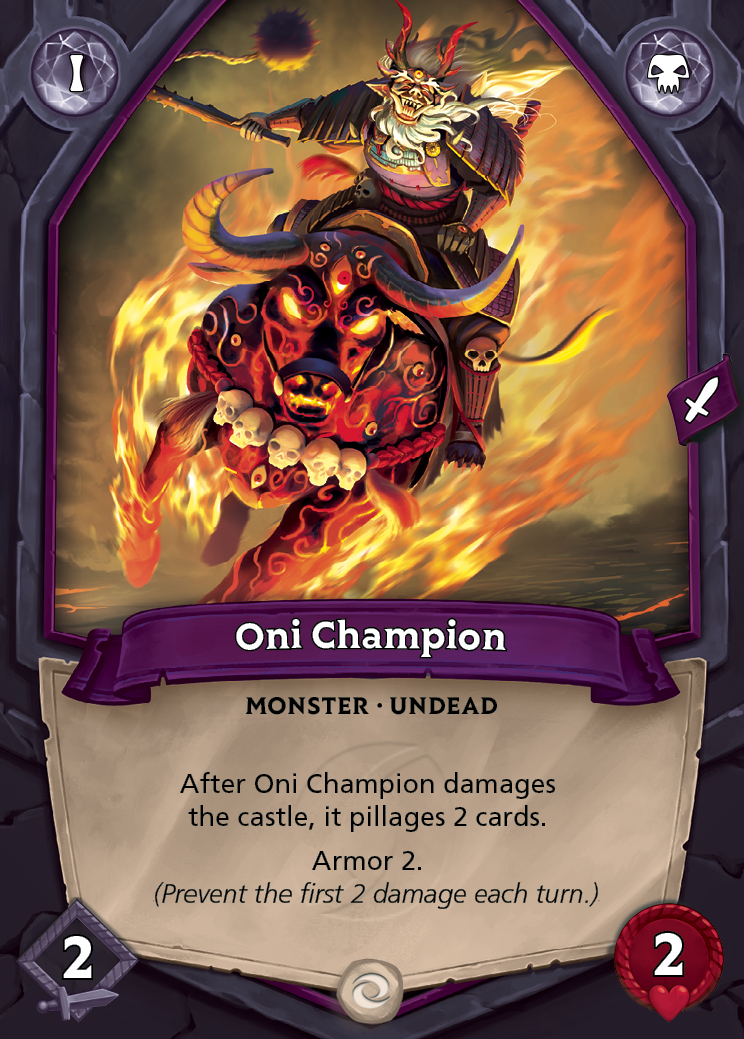 I
Oni Champion
MONSTER · UNDEAD
After Oni Champion damages
the castle, it pillages 2 cards.
Armor 2.
(Prevent the first 2 damage each turn.)
2
2